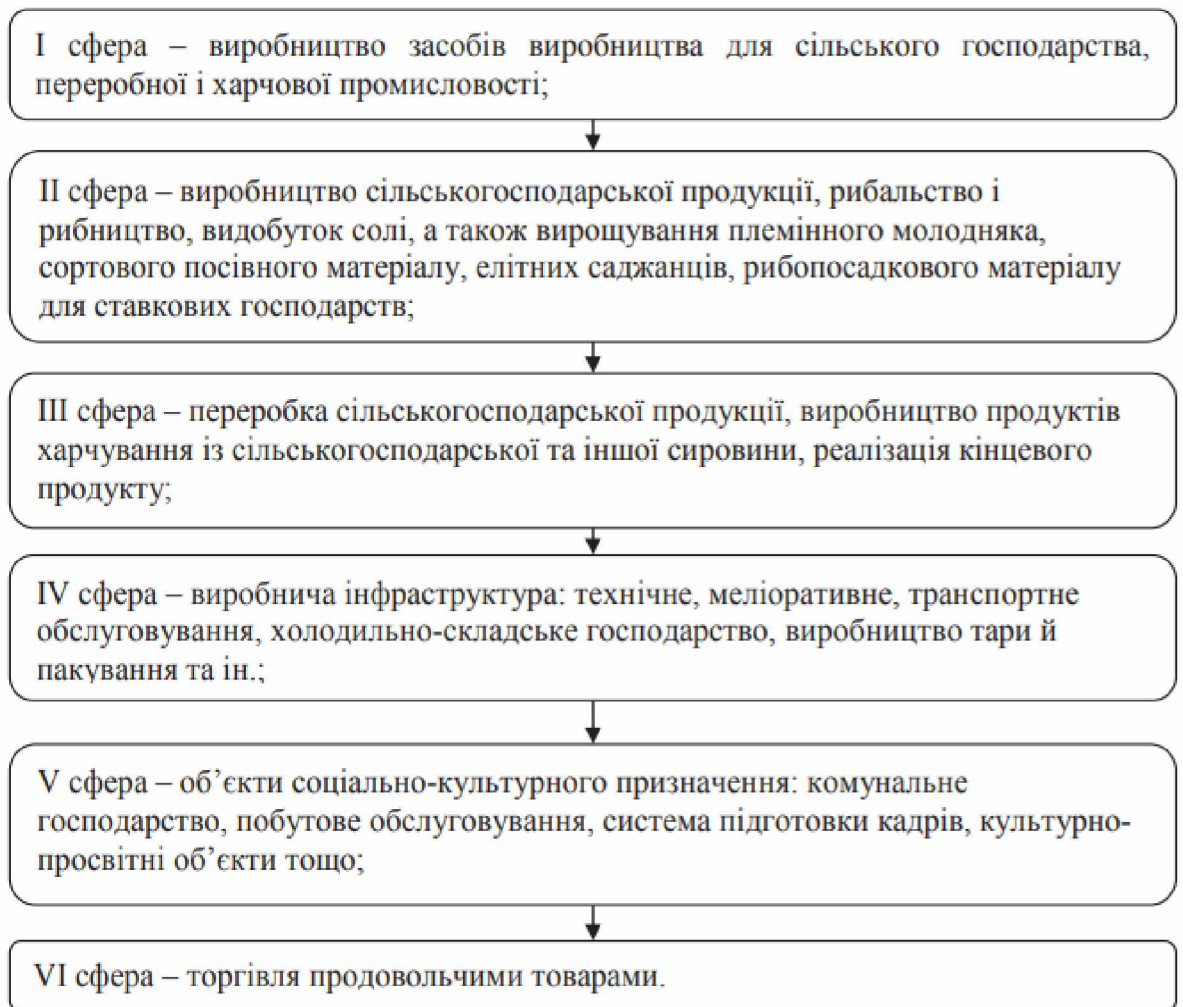 І сфера – виробництво засобів виробництва для сільського господарства,
переробної і харчової промисловості;
ІІ сфера – виробництво сільськогосподарської продукції, рибальство і
рибництво, видобуток солі, а також вирощування племінного молодняка,
сортового посівного матеріалу, елітних саджанців, рибопосадкового матеріалу
для ставкових господарств;
ІІІ сфера – переробка сільськогосподарської продукції, виробництво продуктів
харчування із сільськогосподарської та іншої сировини, реалізація кінцевого
продукту;
IV сфера – виробнича інфраструктура: технічне, меліоративне, транспортне
обслуговування, холодильно-складське господарство, виробництво тари й
пакування та ін.;
V сфера – об’єкти соціально-культурного призначення: комунальне
господарство, побутове обслуговування, система підготовки кадрів, культурно-
просвітні об’єкти тощо;
VI сфера – торгівля продовольчими товарами.